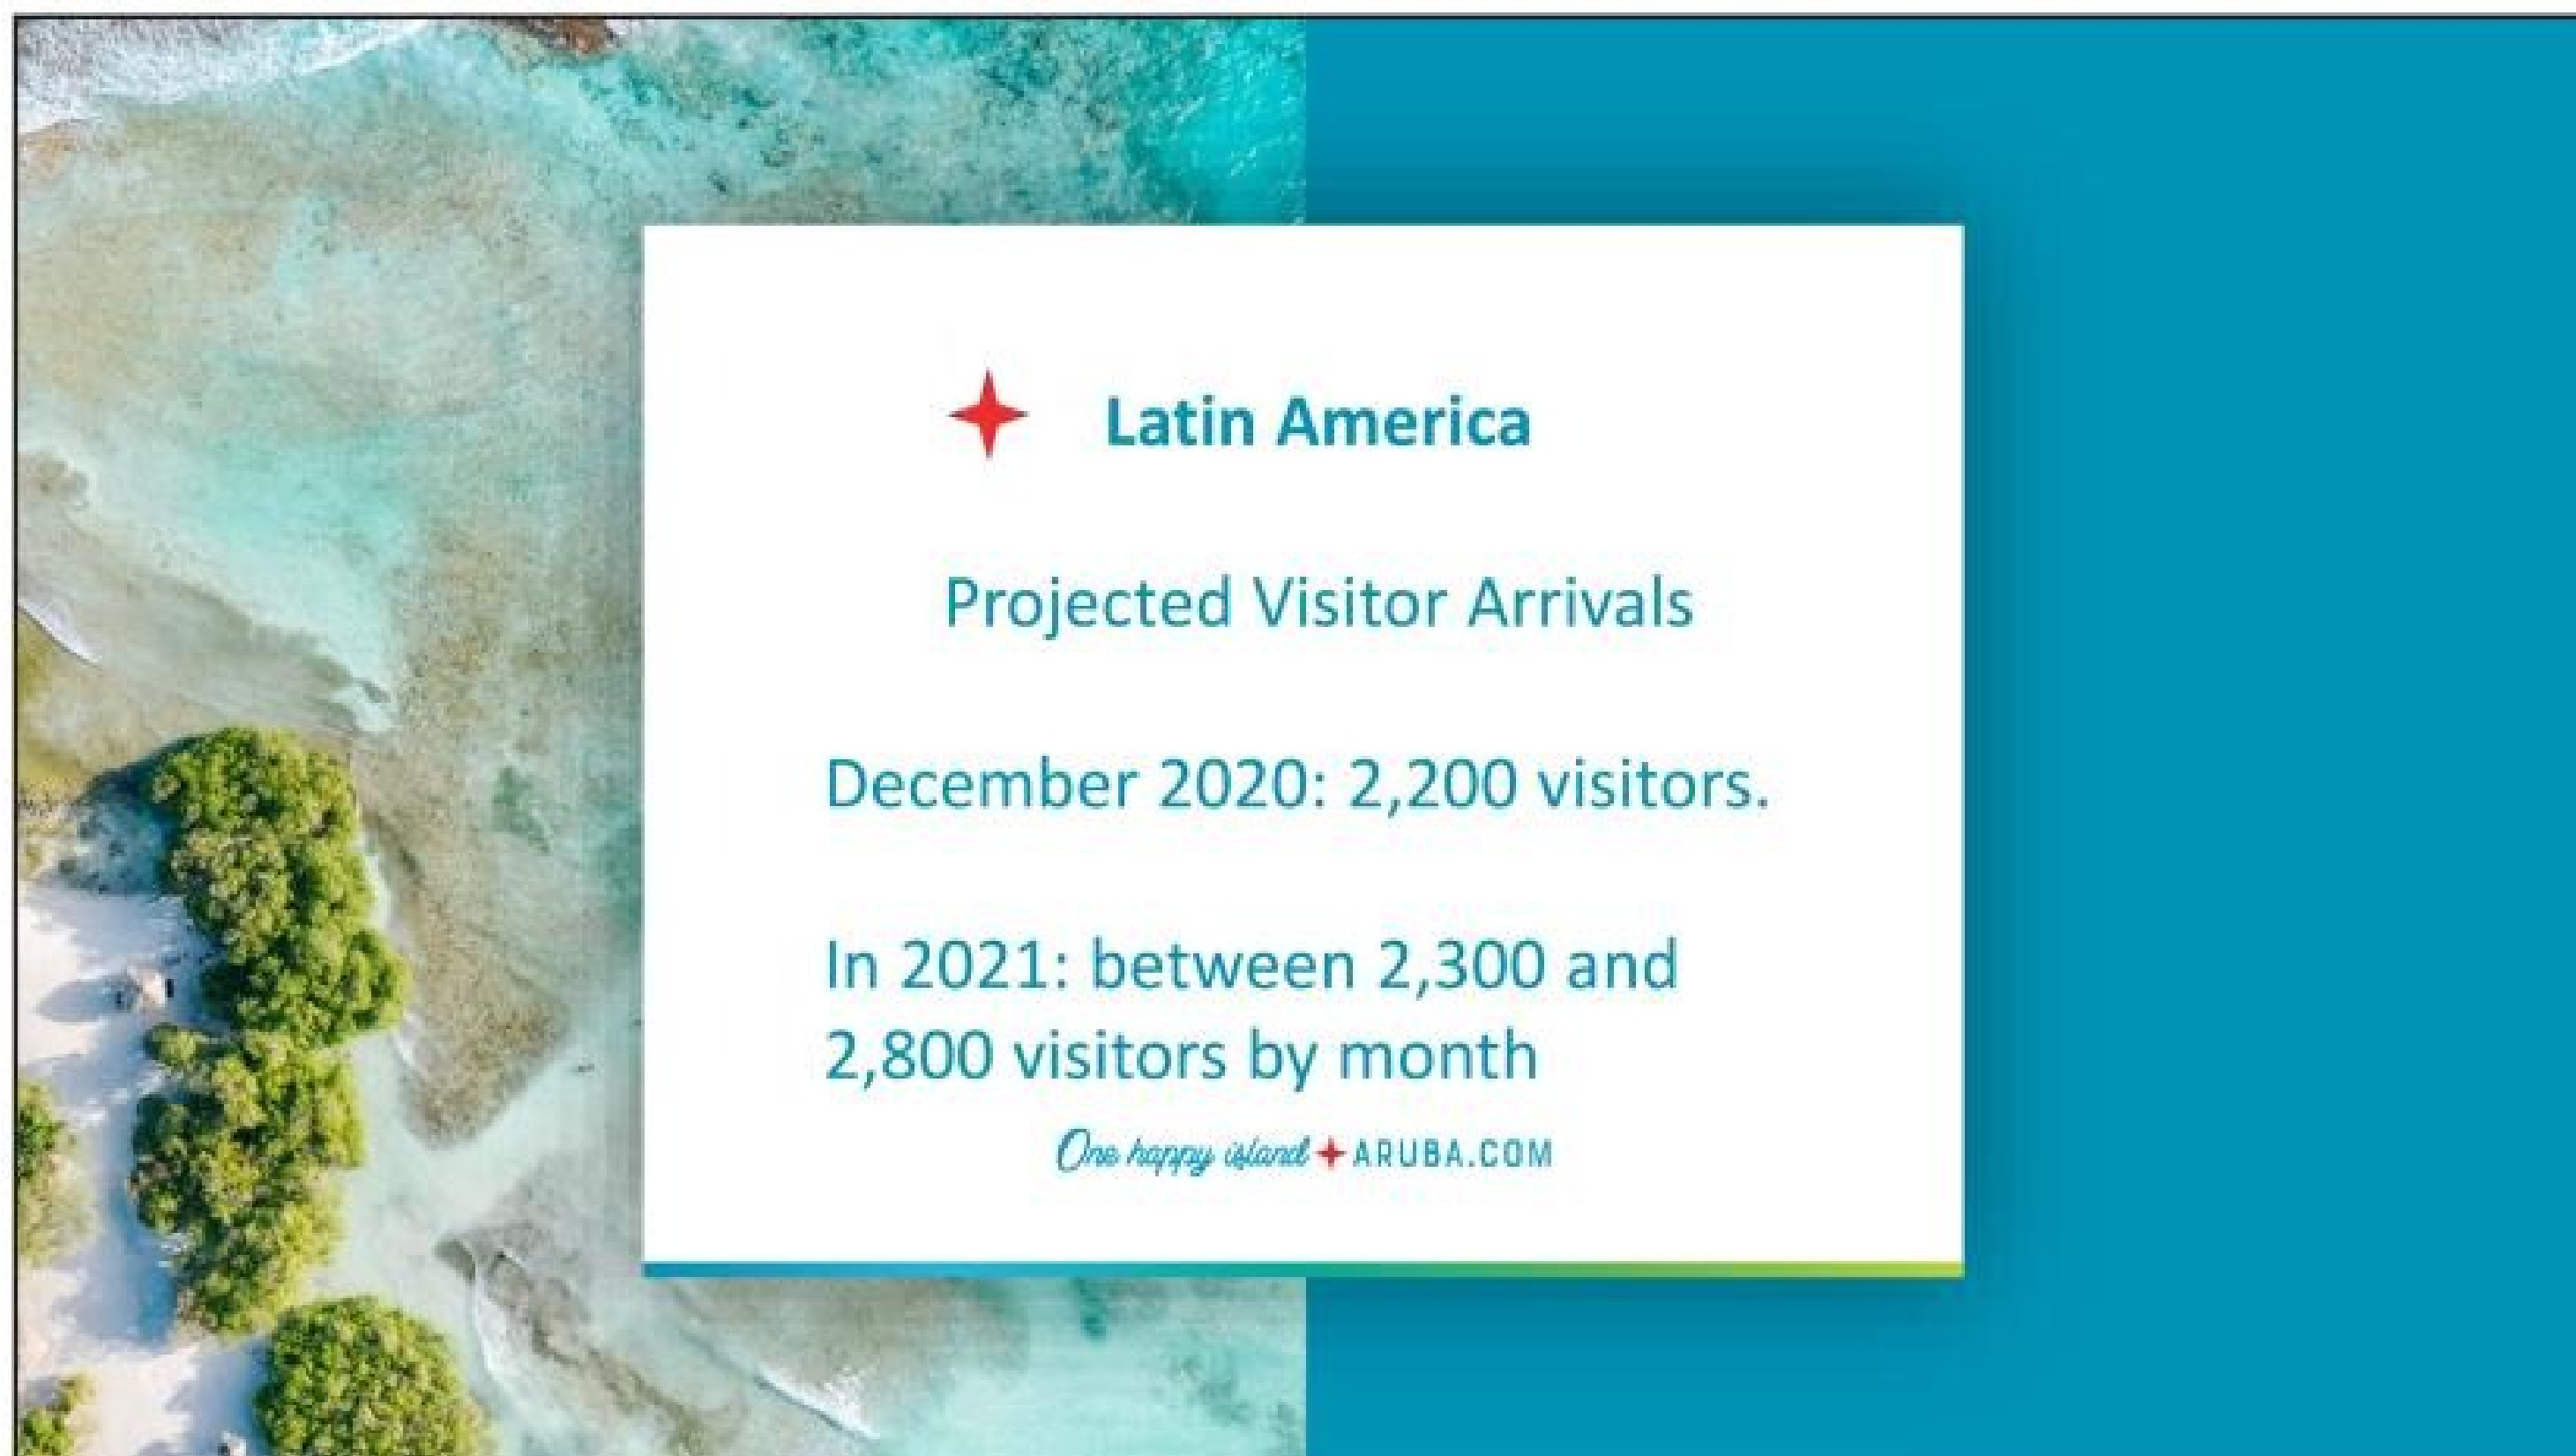 Latin America
Projected Visitor Arrivals
December 2020: 2,200 visitors.
In 2021: between 2,300 and
2,800 visitors by month
One happy island ARUBA.COM